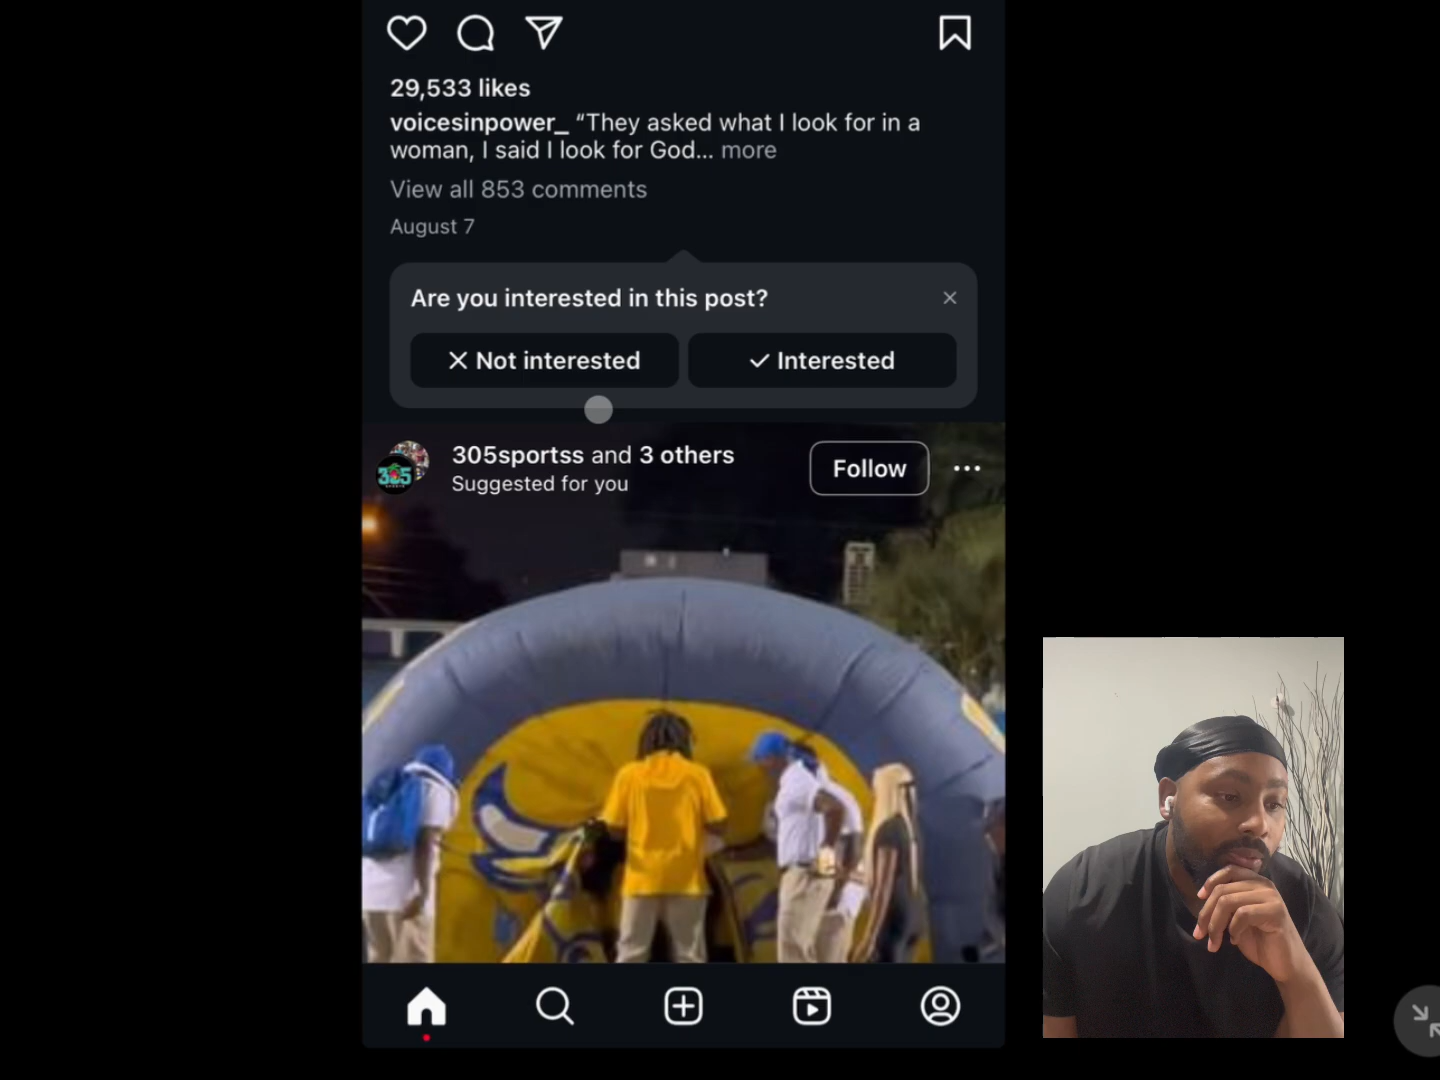 29,533 likes
voicesinpower_ “They asked what I look for in a
woman, I said I look for God... more
View all 853 comments
August 7
Are you interested in this post?
Not interested
Interested
305sportss and 3 others
Suggested for you
Follow
305